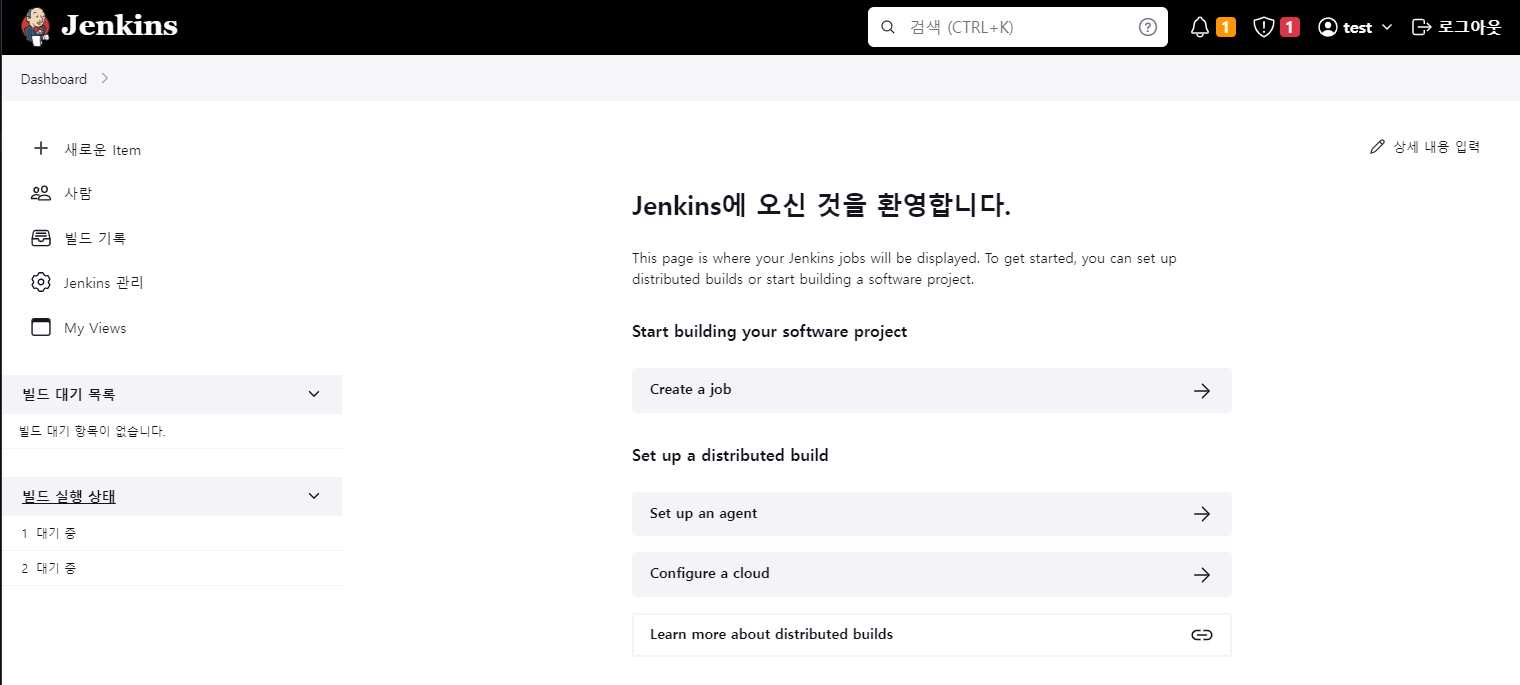 Jenkins
검색 (CTRL+K)
1
1
test
로그아웃
Dashboard
새로운 Item
사람
빌드 기록
Jenkins 관리
My Views
빌드 대기 목록
빌드 대기 항목이 없습니다.
빌드 실행 상태
1 대기 중
2 대기 중
상세 내용 입력
Jenkins에 오신 것을 환영합니다.
This page is where your Jenkins jobs will be displayed. To get started, you can set up
distributed builds or start building a software project.
Start building your software project
Create a job
Set up a distributed build
Set up an agent
Configure a cloud
Learn more about distributed builds